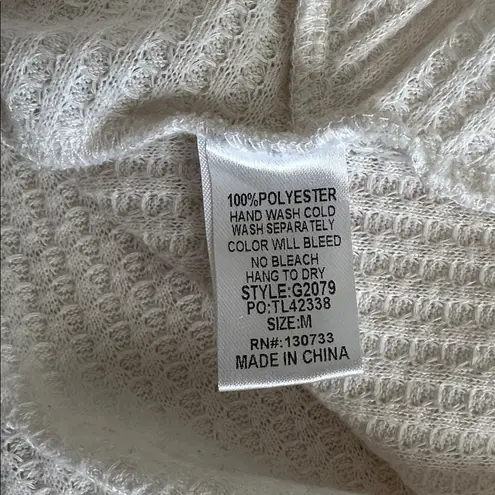 100%POLYESTER
HAND WASH COLD
WASH SEPARATELY
COLOR WILL BLEED
NO BLEACH
HANG TO DRY
STYLE:G2079
PO:TL42338
SIZE:M
RN#:130733
MADE IN CHINA